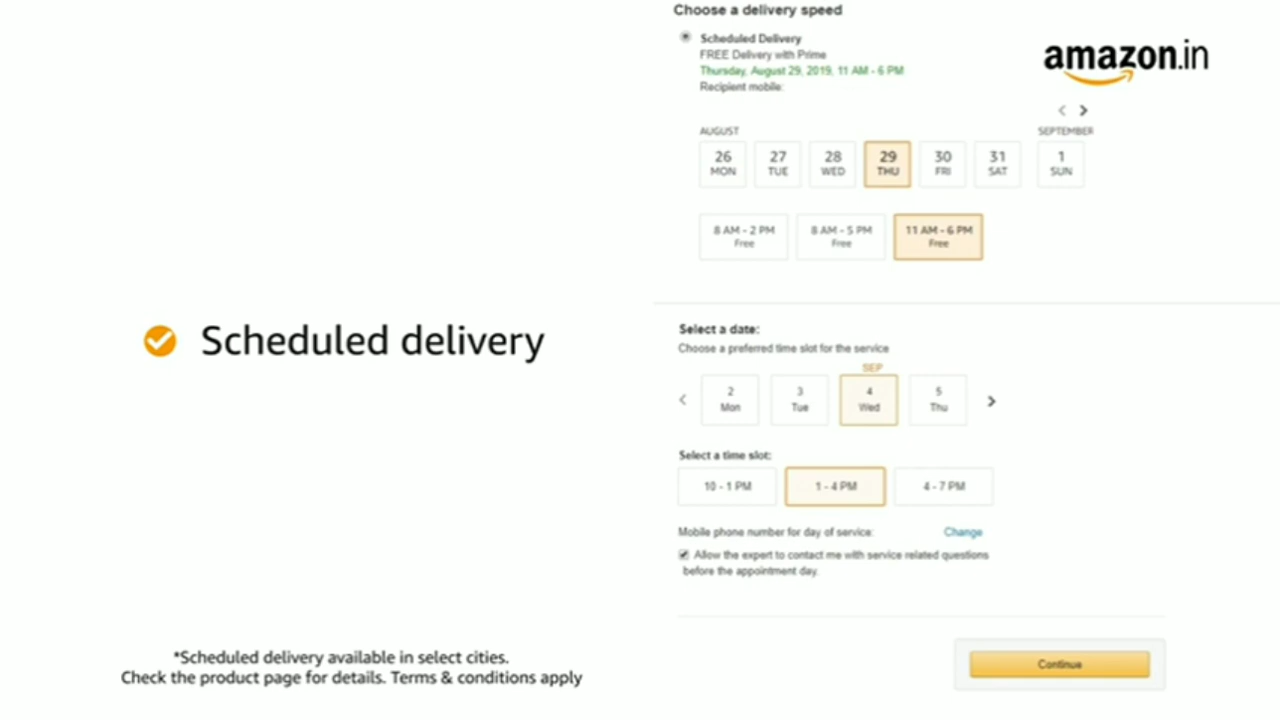 Choose a delivery speed
Scheduled Delivery
FREE Delivery with Prime
Thursday, August 29, 2019, 11 AM - 6 PM
Recipient mobile:
amazon.in
AUGUST
SEPTEMBER
26 27 28 29 30 31 1
MON TUE WED THU FRI SAT SUN
8 AM - 2 PM 8 AM - 5 PM 11 AM - 6 PM
Free Free Free
Scheduled delivery
Select a date:
Choose a preferred time slot for the service
SEP
2 3 4 5
Mon Tue Wed Thu
Select a time slot:
10 - 1 PM 1 - 4 PM 4 - 7 PM
Mobile phone number for day of service: Change
Allow the expert to contact me with service related questions
before the appointment day.
*Scheduled delivery available in select cities.
Check the product page for details. Terms & conditions apply
Continue